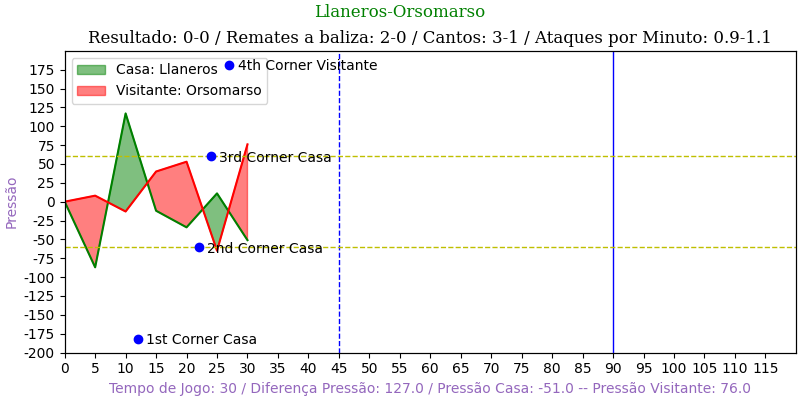 Llaneros-Orsomarso
Resultado: 0-0 / Remates a baliza: 2-0 / Cantos: 3-1 / Ataques por Minuto: 0.9-1.1
Casa: Llaneros
Visitante: Orsomarso
4th Corner Visitante
3rd Corner Casa
2nd Corner Casa
1st Corner Casa
Pressão
175
150
125
100
75
50
25
0
-25
-50
-75
-100
-125
-150
-175
-200
0 5 10 15 20 25 30 35 40 45 50 55 60 65 70 75 80 85 90 95 100 105 110 115
Tempo de Jogo: 30 / Diferença Pressão: 127.0 / Pressão Casa: -51.0 -- Pressão Visitante: 76.0